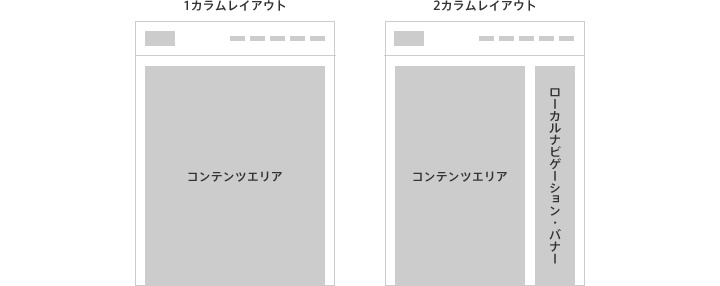 1カラムレイアウト
コンテンツエリア
2カラムレイアウト
コンテンツエリア
ローカルナビゲーション・バナー